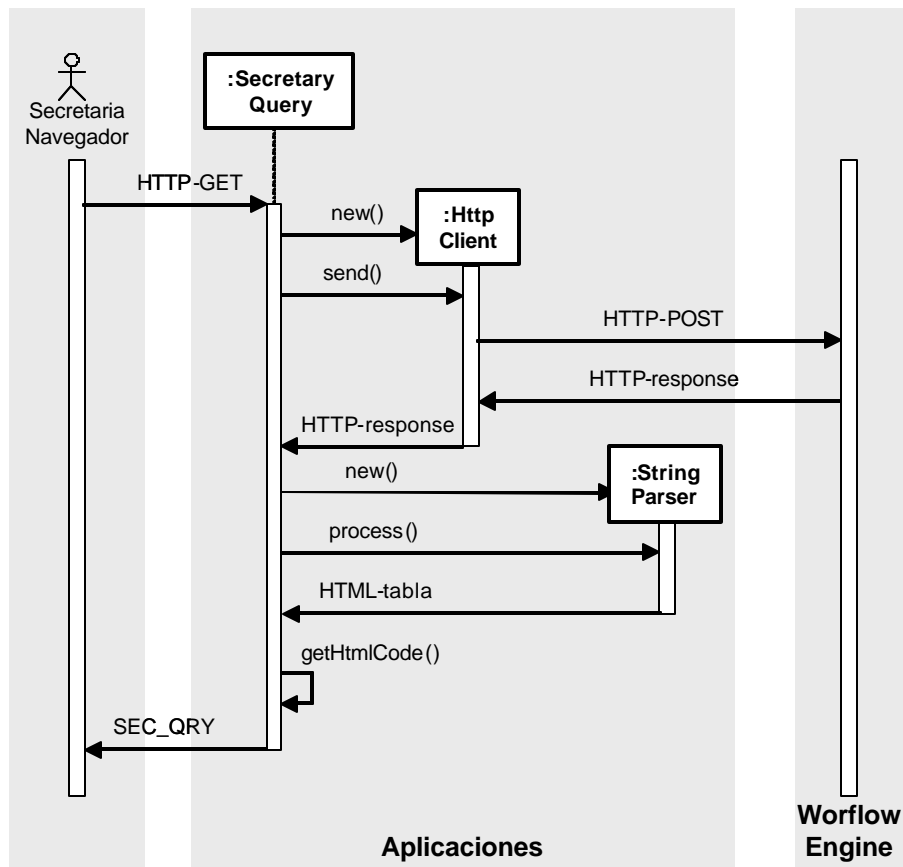 :Secretary
Query
Secretaria
Navegador
HTTP-GET
new()
:Http
Client
send()
HTTP-POST
HTTP-response
HTTP-response
new()
:String
Parser
process()
HTML-tabla
getHtmlCode()
SEC_QRY
Aplicaciones
Worflow
Engine